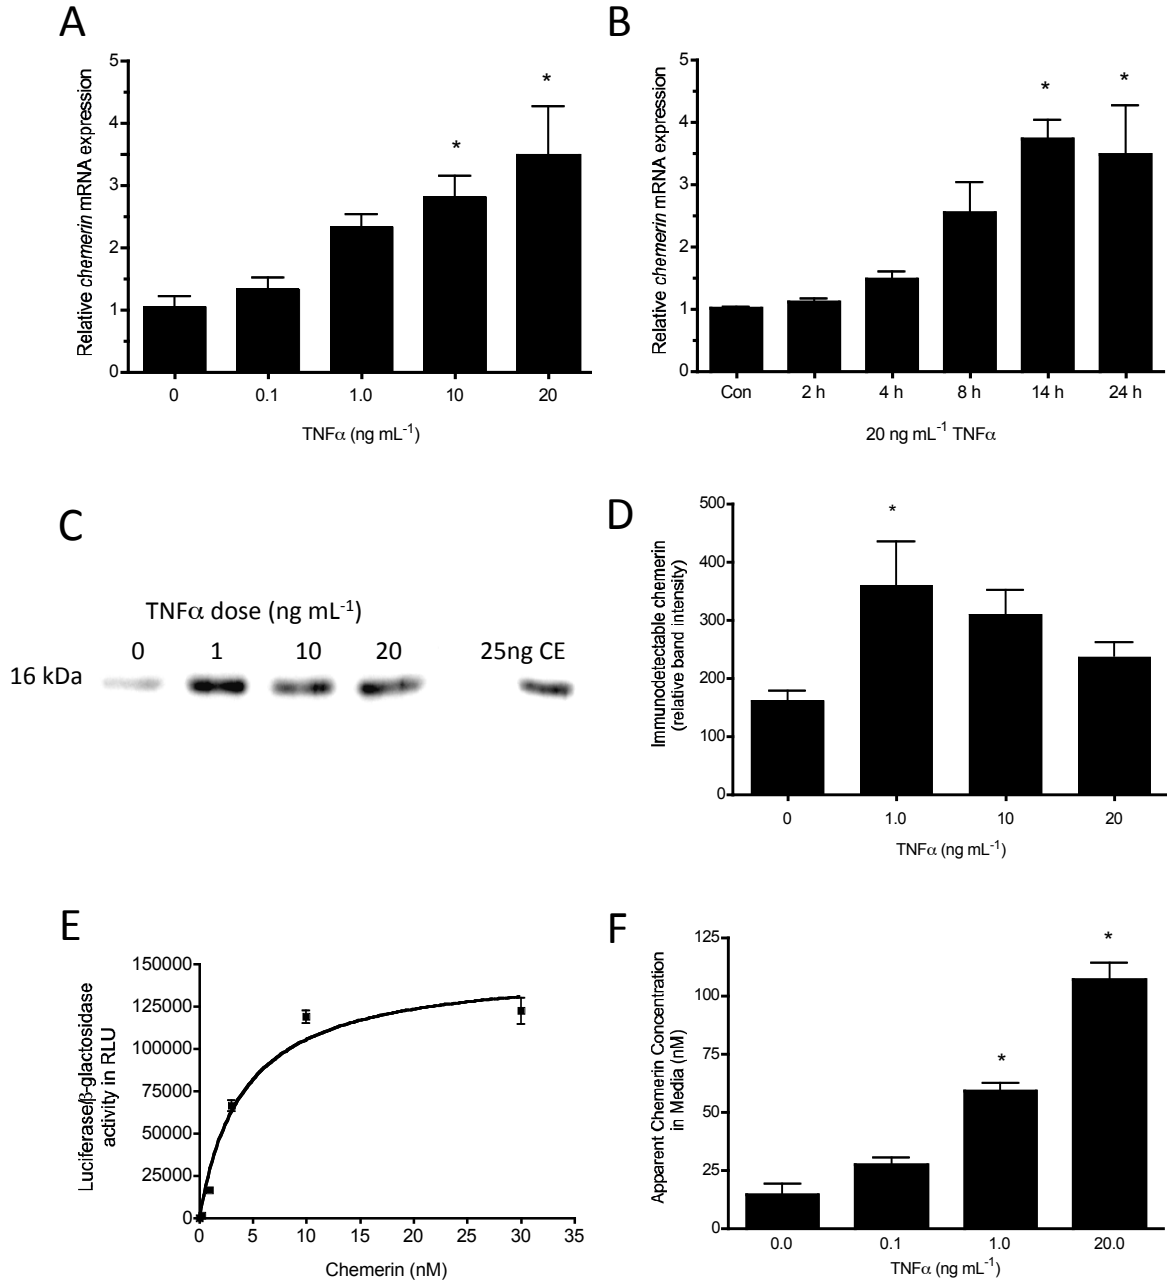 A
Relative chemerin mRNA expression
5
4
3
2
1
0
*
*
0 0.1 1.0 10 20
TNFα (ng mL⁻¹)
B
Relative chemerin mRNA expression
5
4
3
2
1
0
*
*
Con 2 h 4 h 8 h 14 h 24 h
20 ng mL⁻¹ TNFα
C
TNFα dose (ng mL⁻¹)
0 1 10 20 25ng CE
16 kDa
D
Immunodetectable chemerin
(relative band intensity)
500
400
300
200
100
0
*
0 1.0 10 20
TNFα (ng mL⁻¹)
E
Luciferase/β-glactosidase
activity in RLU
150000
125000
100000
75000
50000
25000
0
0 5 10 15 20 25 30 35
Chemerin (nM)
F
Apparent Chemerin Concentration
in Media (nM)
125
100
75
50
25
0
*
*
0.0 0.1 1.0 20.0
TNFα (ng mL⁻¹)